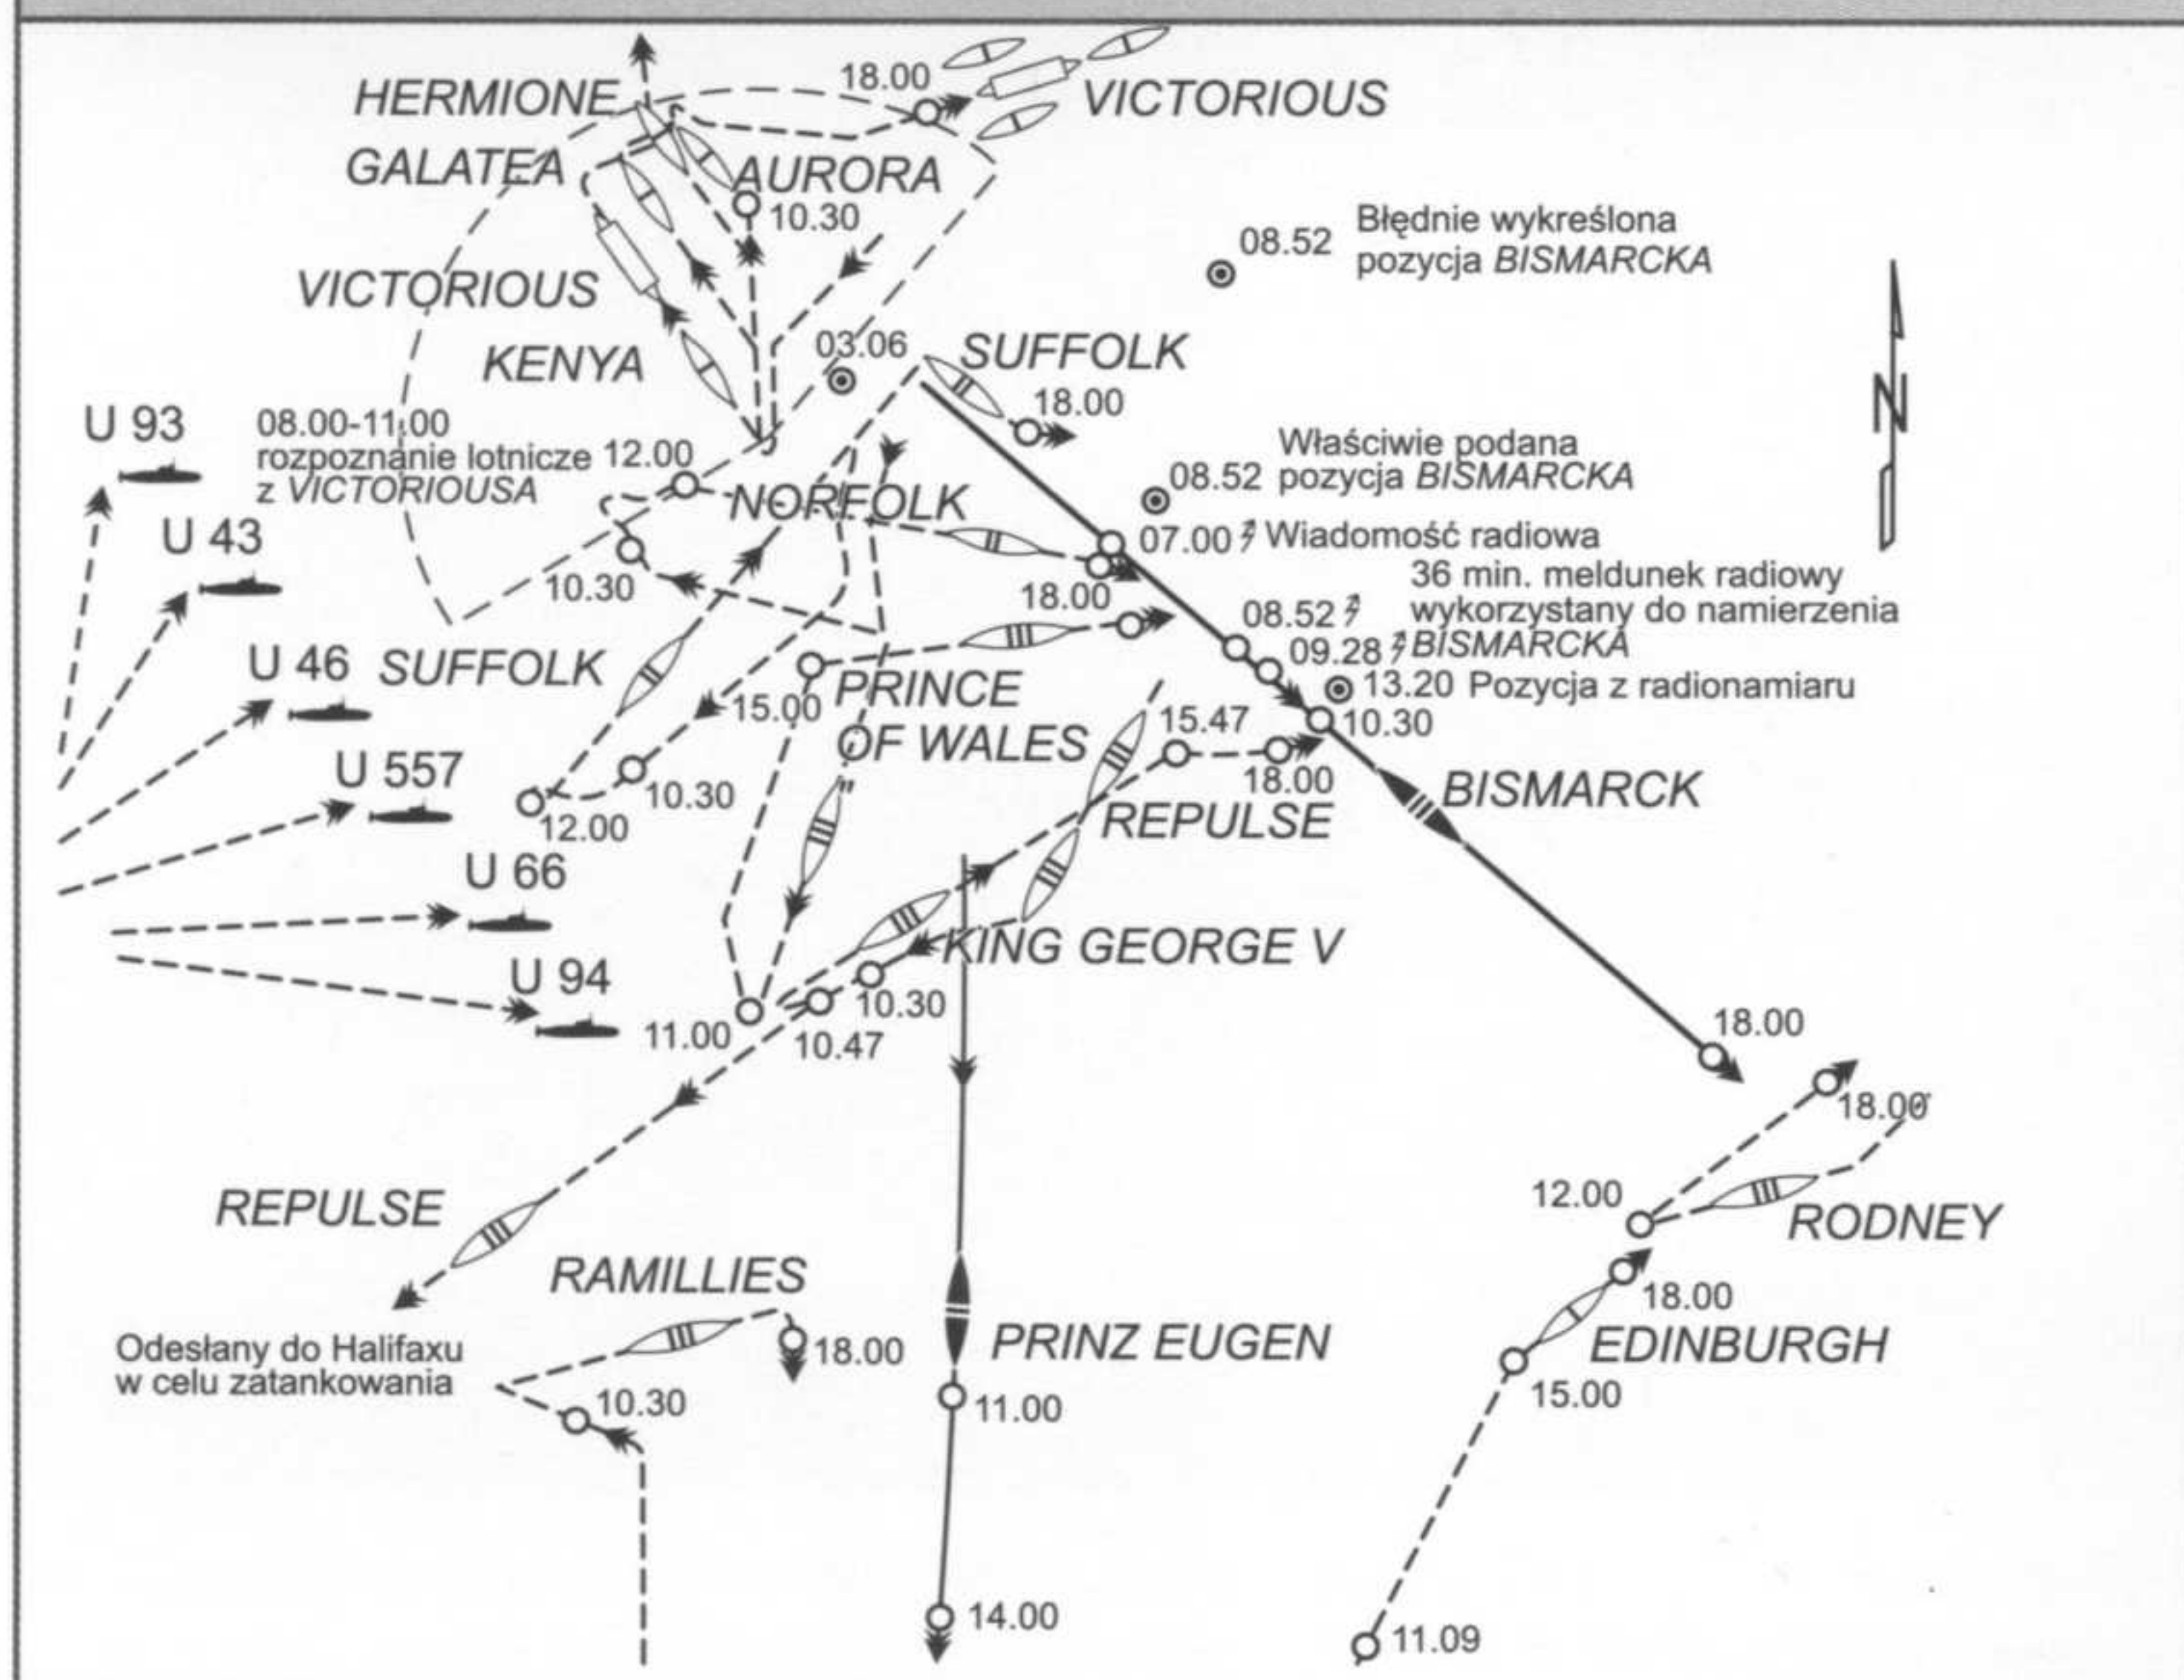 18.00
HERMIONE
VICTORIOUS
GALATEA
AURORA
10.30
08.52
Błędnie wykreślona
pozycja BISMARCKA
VICTORIOUS
03.06
SUFFOLK
KENYA
18.00
U 93
08.00-11.00
rozpoznanie lotnicze
z VICTORIOUSA
12.00
Właściwie podana
08.52 pozycja BISMARCKA
NORFOLK
N
U 43
07.00 Wiadomość radiowa
10.30
18.00
36 min. meldunek radiowy
08.52 wykorzystany do namierzenia
09.28 BISMARCKA
U 46
SUFFOLK
13.20 Pozycja z radionamiaru
15.00
PRINCE
OF WALES
15.47
10.30
U 557
10.30
18.00
BISMARCK
12.00
REPULSE
U 66
KING GEORGE V
U 94
10.30
11.00
10.47
18.00
18.00
REPULSE
12.00
RODNEY
RAMILLIES
18.00
Odesłany do Halifaxu
w celu zatankowania
18.00
PRINZ EUGEN
EDINBURGH
10.30
11.00
15.00
14.00
11.09